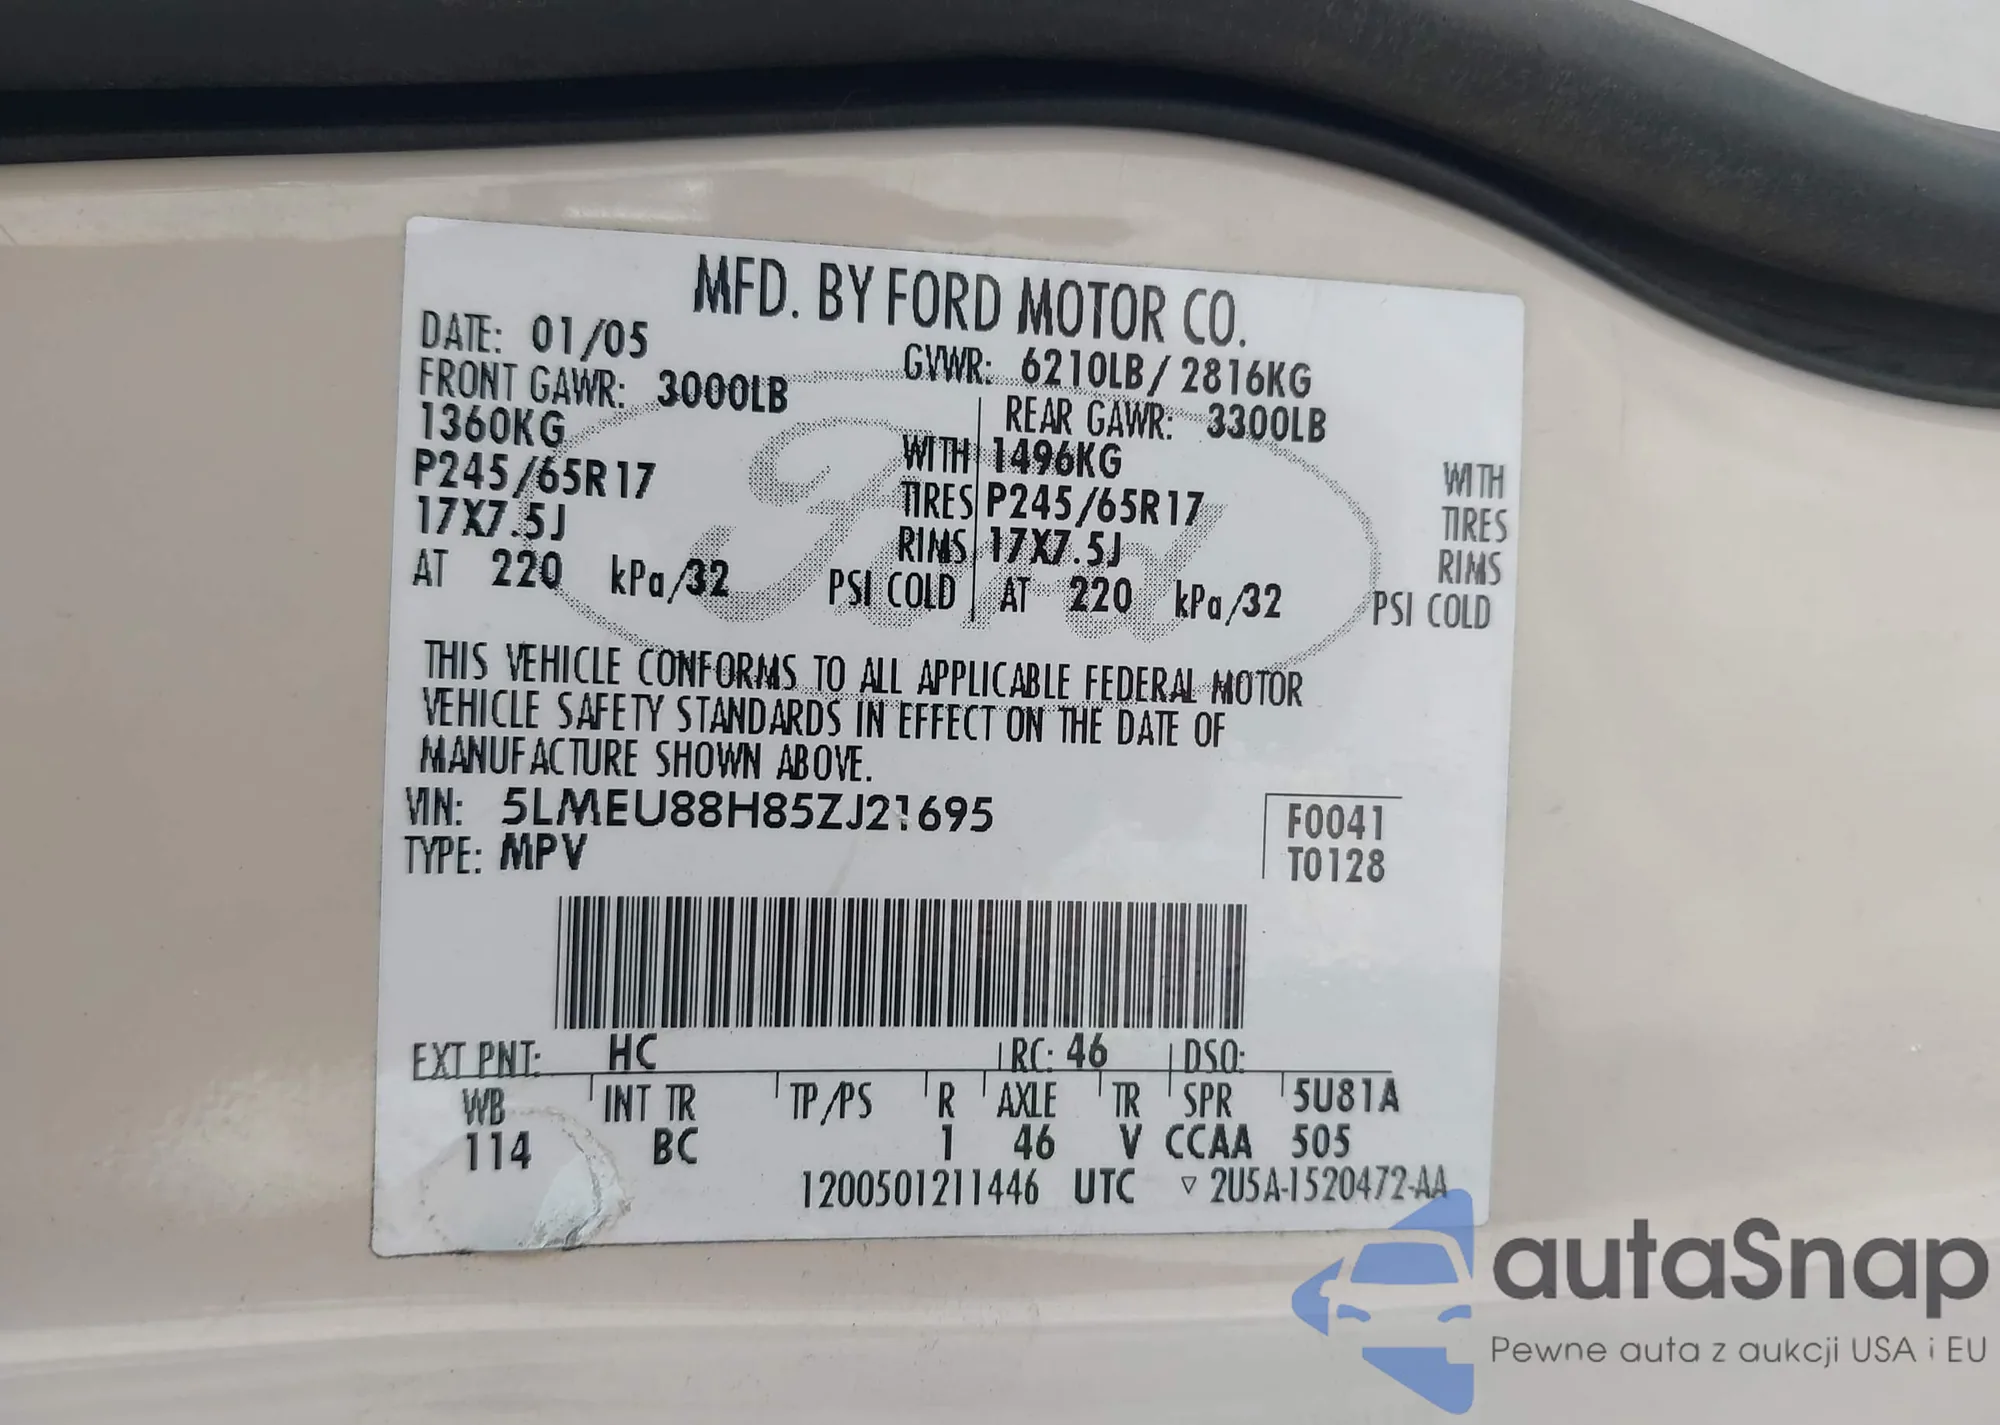 MFD. BY FORD MOTOR CO.
DATE: 01/05 GVWR: 6210LB/2816KG
FRONT GAWR: 3000LB REAR GAWR: 3300LB
1360KG WITH 1496KG WITH
P245/65R17 TIRES P245/65R17 TIRES
17X7.5J RIMS 17X7.5J RIMS
AT 220 kPa/32 PSI COLD AT 220 kPa/32 PSI COLD
THIS VEHICLE CONFORMS TO ALL APPLICABLE FEDERAL MOTOR
VEHICLE SAFETY STANDARDS IN EFFECT ON THE DATE OF
MANUFACTURE SHOWN ABOVE.
VIN: 5LMEU88H85ZJ21695 F0041
TYPE: MPV T0128
EXT PNT: HC RC: 46 DSO:
WB INT TR TP/PS R AXLE TR SPR 5U81A
114 BC 1 46 V CCAA 505
1200501211446 UTC ▽ 2U5A-1520472-AA
Ford
autaSnap
Pewne auta z aukcji USA i EU